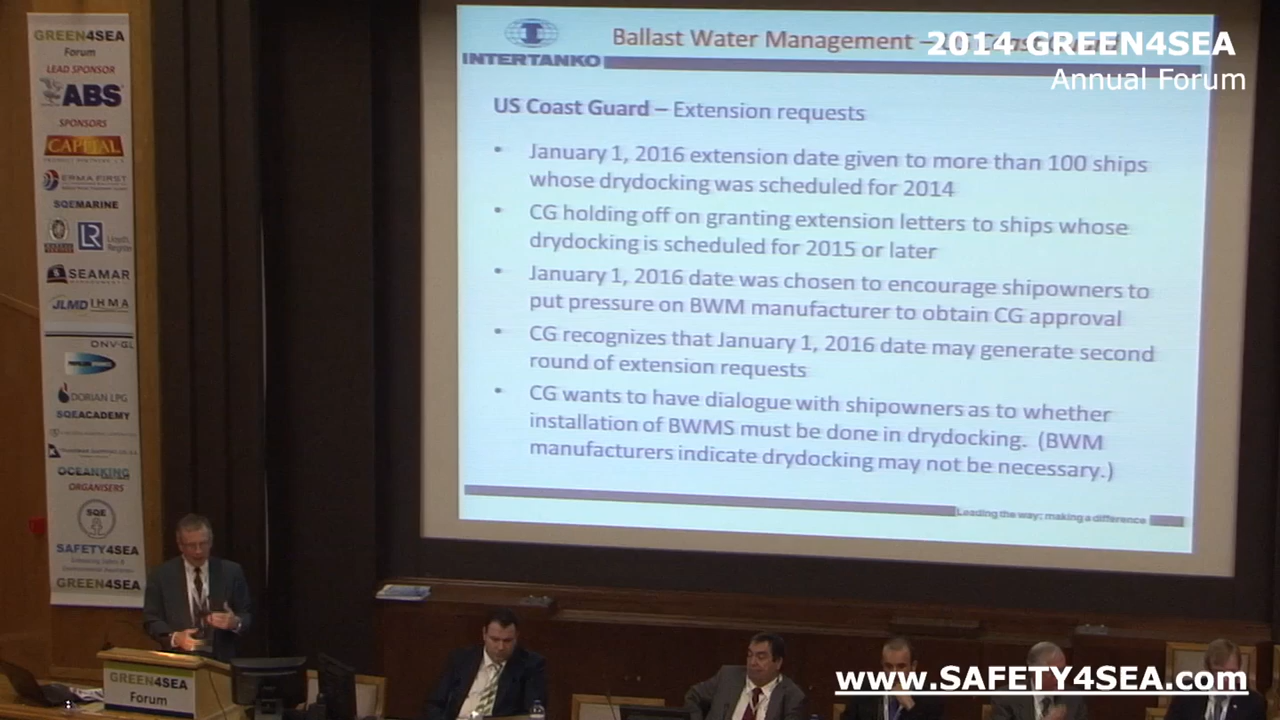 GREEN4SEA
Forum
LEAD SPONSOR
ABS
SPONSORS
CAPITAL
ERMA FIRST
SQEMARINE
Lloyd's
Register
SEAMAR
JLMD IHMA
DNV·GL
DORIAN LPG
SQEACADEMY
OCEANKING
ORGANISERS
SQE
SAFETY4SEA
GREEN4SEA
INTERTANKO
Ballast Water Management –
2014 GREEN4SEA
Annual Forum
US Coast Guard – Extension requests
• January 1, 2016 extension date given to more than 100 ships
whose drydocking was scheduled for 2014
• CG holding off on granting extension letters to ships whose
drydocking is scheduled for 2015 or later
• January 1, 2016 date was chosen to encourage shipowners to
put pressure on BWM manufacturer to obtain CG approval
• CG recognizes that January 1, 2016 date may generate second
round of extension requests
• CG wants to have dialogue with shipowners as to whether
installation of BWMS must be done in drydocking. (BWM
manufacturers indicate drydocking may not be necessary.)
Leading the way; making a difference
GREEN4SEA
Forum
www.SAFETY4SEA.com